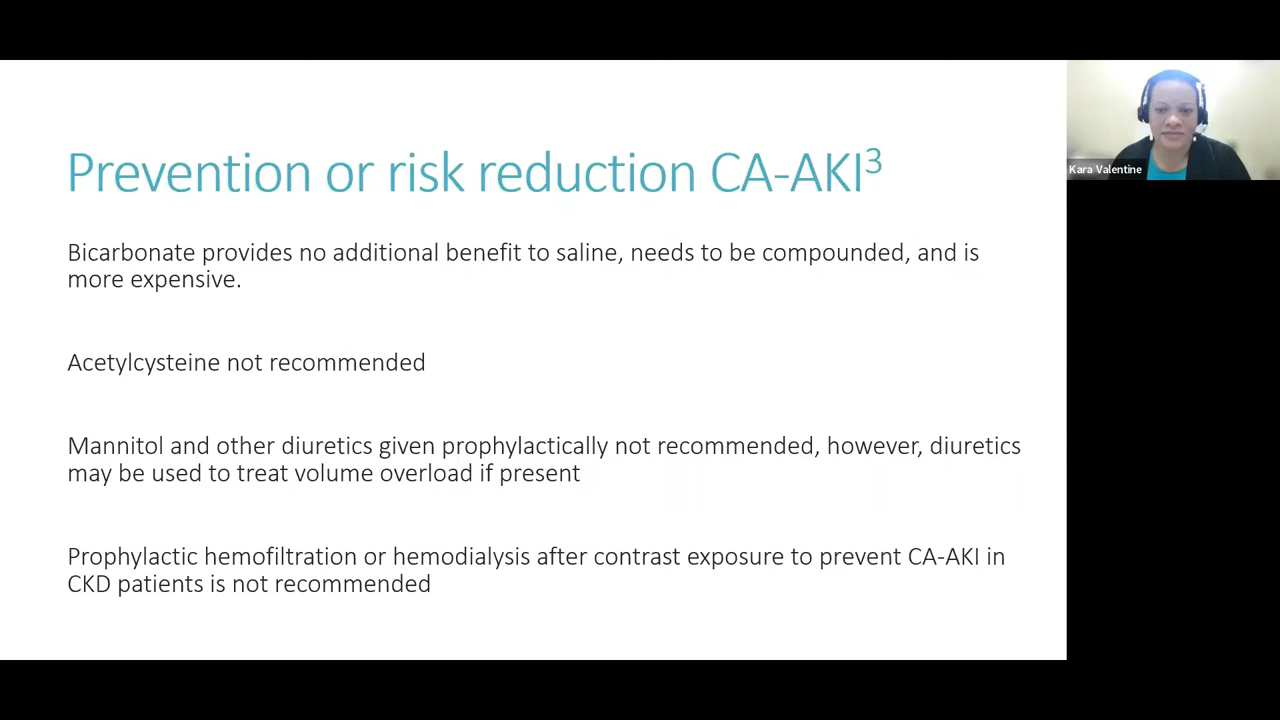 Prevention or risk reduction CA-AKI³
Bicarbonate provides no additional benefit to saline, needs to be compounded, and is
more expensive.
Acetylcysteine not recommended
Mannitol and other diuretics given prophylactically not recommended, however, diuretics
may be used to treat volume overload if present
Prophylactic hemofiltration or hemodialysis after contrast exposure to prevent CA-AKI in
CKD patients is not recommended
Kara Valentine